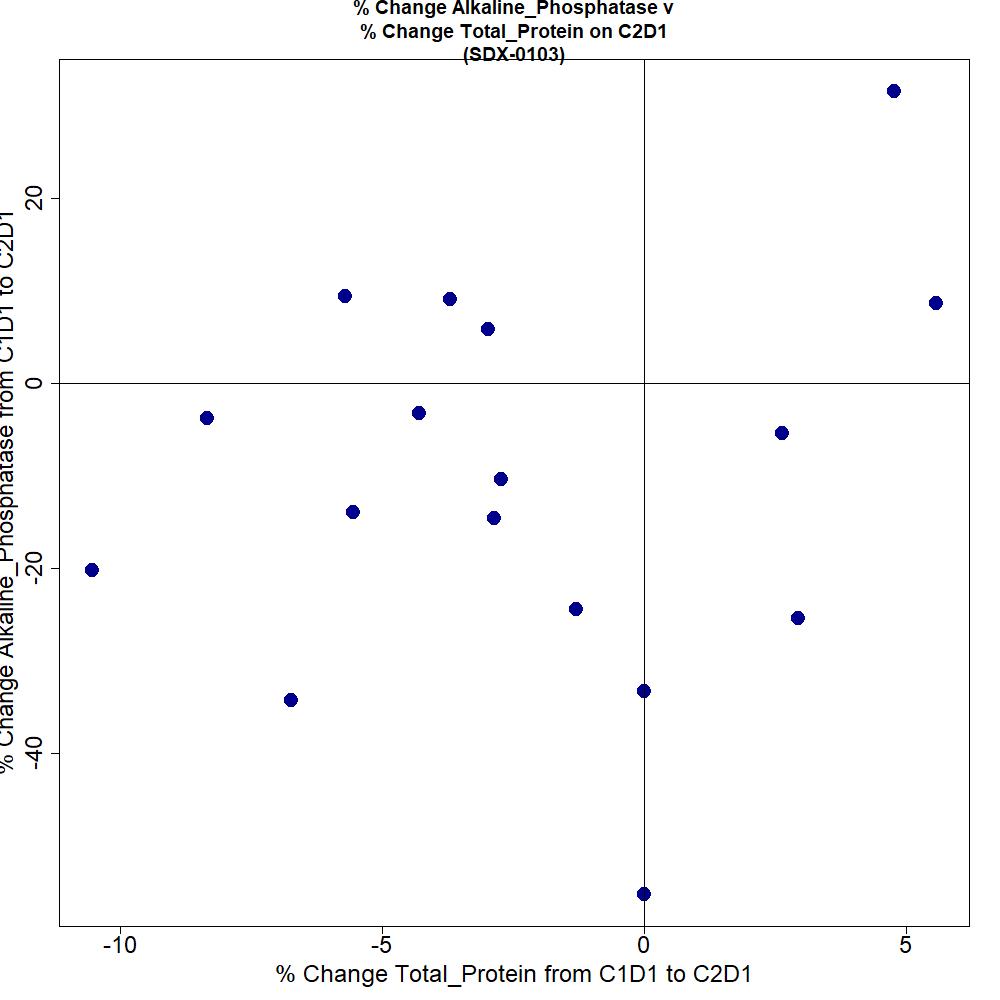 % Change Alkaline_Phosphatase v
% Change Total_Protein on C2D1
(SDX-0103)
% Change Alkaline_Phosphatase from C1D1 to C2D1
20
0
-20
-40
-10
-5
0
5
% Change Total_Protein from C1D1 to C2D1